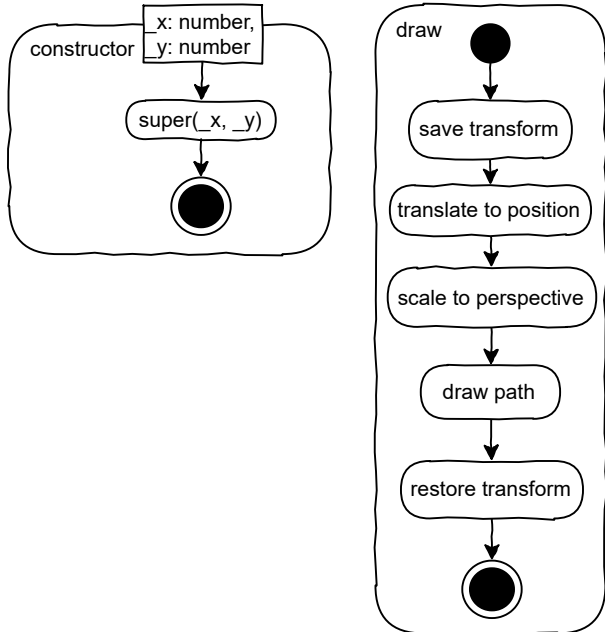 _x: number,
_y: number
constructor
super(_x, _y)
draw
save transform
translate to position
scale to perspective
draw path
restore transform